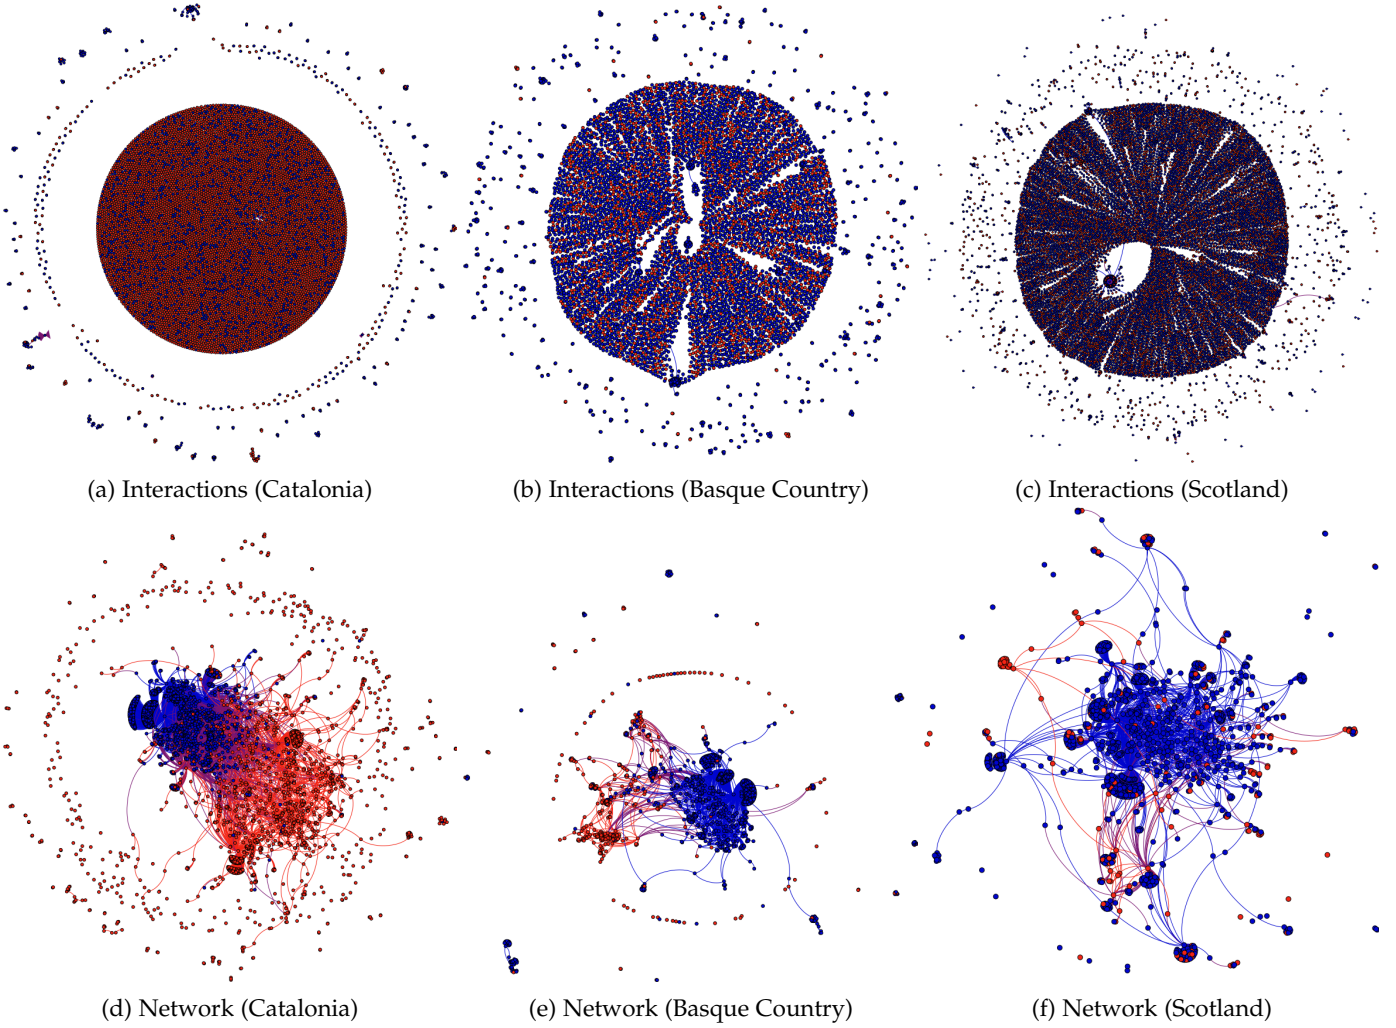 (a) Interactions (Catalonia)
(b) Interactions (Basque Country)
(c) Interactions (Scotland)
(d) Network (Catalonia)
(e) Network (Basque Country)
(f) Network (Scotland)